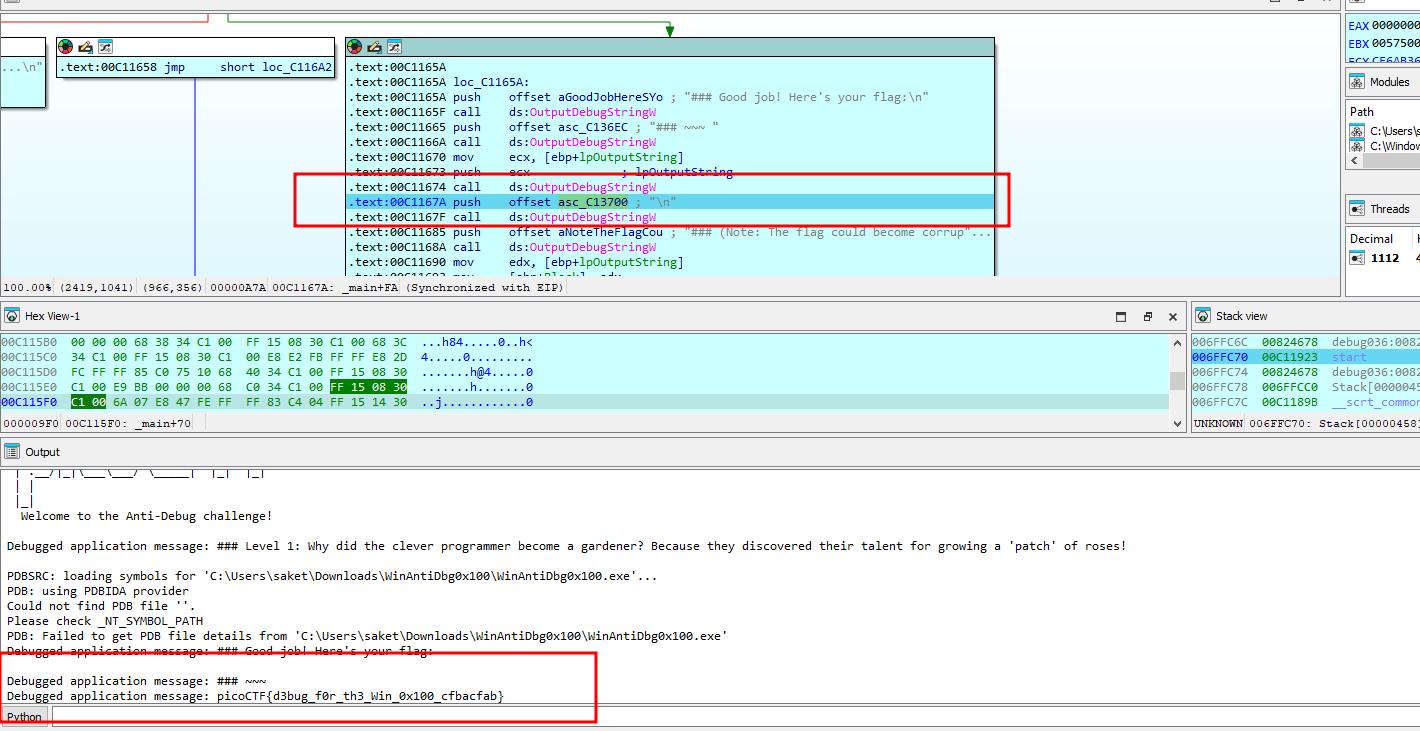 EAX 0000000
EBX 0057500
...\n"
.text:00C11658 jmp     short loc_C116A2
.text:00C1165A
.text:00C1165A loc_C1165A:
.text:00C1165A push    offset aGoodJobHereSYo ; "### Good job! Here's your flag:\n"
.text:00C1165F call    ds:OutputDebugStringW
.text:00C11665 push    offset asc_C136EC ; "### ~~~ "
.text:00C1166A call    ds:OutputDebugStringW
.text:00C11670 mov     ecx, [ebp+lpOutputString]
.text:00C11673 push    ecx             ; lpOutputString
.text:00C11674 call    ds:OutputDebugStringW
.text:00C1167A push    offset asc_C13700 ; "\n"
.text:00C1167F call    ds:OutputDebugStringW
.text:00C11685 push    offset aNoteTheFlagCou ; "### (Note: The flag could become corrup"...
.text:00C1168A call    ds:OutputDebugStringW
.text:00C11690 mov     edx, [ebp+lpOutputString]
Modules
Path
C:\Users\s
C:\Window
Threads
Decimal
1112
100.00% (2419,1041) (966,356) 00000A7A 00C1167A: _main+FA (Synchronized with EIP)
Hex View-1
00C115B0  00 00 00 68 38 34 C1 00  FF 15 08 30 C1 00 68 3C  ...h84.....0..h<
00C115C0  34 C1 00 FF 15 08 30 C1  00 E8 E2 FB FF FF E8 2D  4.....0.........
00C115D0  FC FF FF 85 C0 75 10 68  40 34 C1 00 FF 15 08 30  .......h@4.....0
00C115E0  C1 00 E9 BB 00 00 00 68  C0 34 C1 00 FF 15 08 30  .......h.......0
00C115F0  C1 00 6A 07 E8 47 FE FF  FF 83 C4 04 FF 15 14 30  ..j............0
000009F0 00C115F0: _main+70
Stack view
006FFC6C  00824678  debug036:0082
006FFC70  00C11923  start
006FFC74  00824678  debug036:0082
006FFC78  006FFCC0  Stack[0000045
006FFC7C  00C1189B  __scrt_commo
UNKNOWN 006FFC70: Stack[00000458]
Output
Welcome to the Anti-Debug challenge!
Debugged application message: ### Level 1: Why did the clever programmer become a gardener? Because they discovered their talent for growing a 'patch' of roses!
PDBSRC: loading symbols for 'C:\Users\saket\Downloads\WinAntiDbg0x100\WinAntiDbg0x100.exe'...
PDB: using PDBIDA provider
Could not find PDB file ''.
Please check _NT_SYMBOL_PATH
PDB: Failed to get PDB file details from 'C:\Users\saket\Downloads\WinAntiDbg0x100\WinAntiDbg0x100.exe'
Debugged application message: ### Good job! Here's your flag:
Debugged application message: ### ~~~
Debugged application message: picoCTF{d3bug_f0r_th3_Win_0x100_cfbacfab}
Python